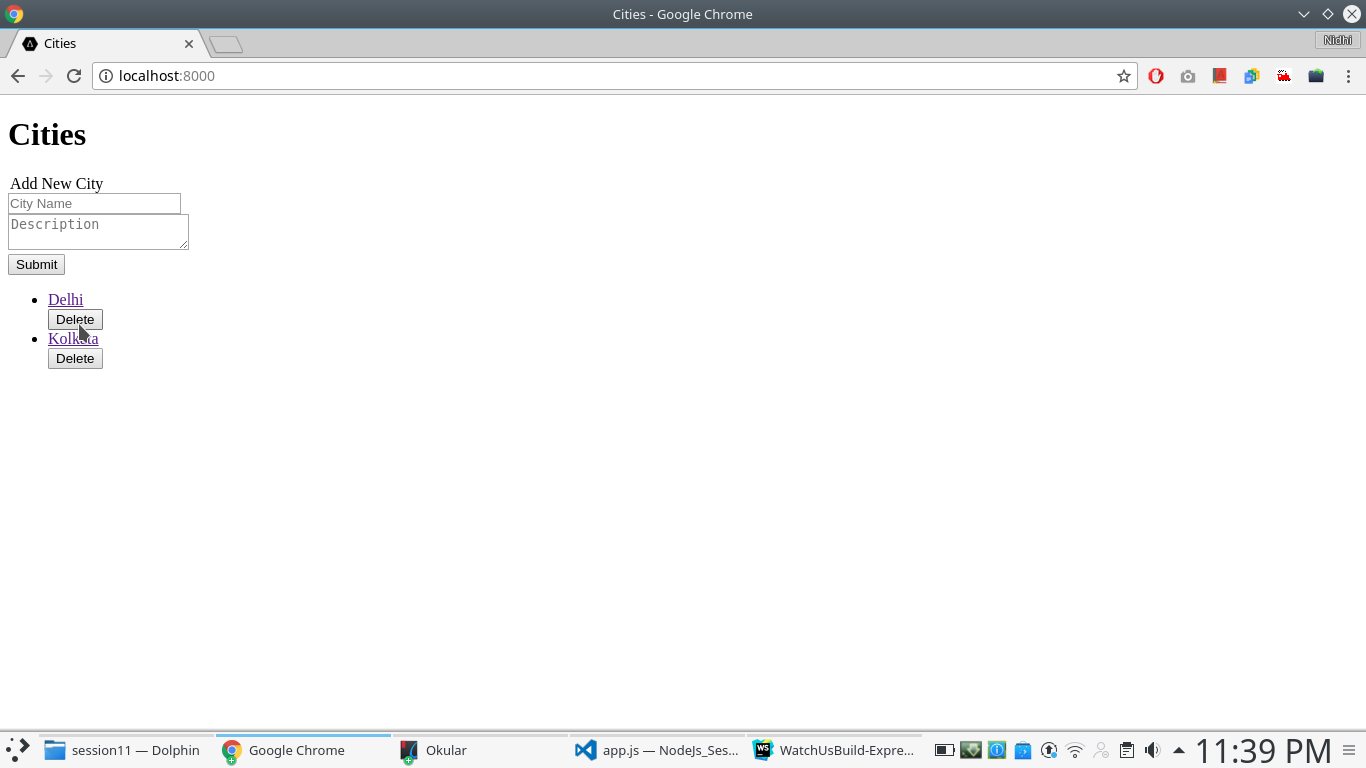 Cities - Google Chrome
Cities
Nidhi
localhost:8000
Cities
Add New City
City Name
Description
Submit
Delhi
Delete
Kolkata
Delete
session11 — Dolphin
Google Chrome
Okular
app.js — NodeJs_Ses...
WS
WatchUsBuild-Expre...
11:39 PM